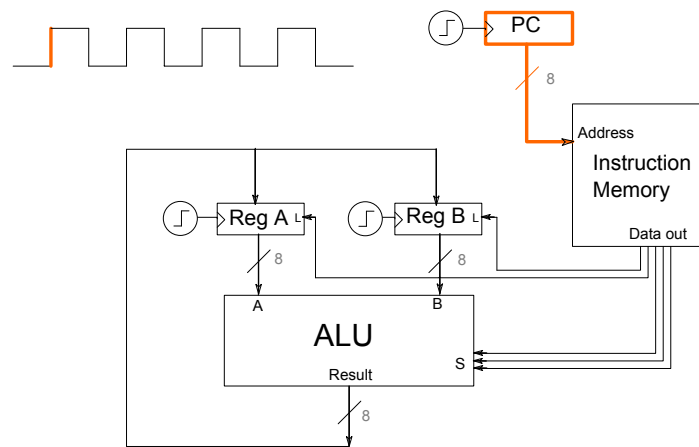 PC
8
Address
Instruction
Memory
Data out
Reg A L
Reg B L
8
8
A
B
ALU
S
Result
8